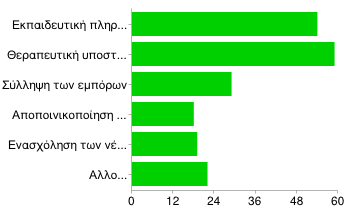 Εκπαιδευτική πληρ...
Θεραπευτική υποστ...
Σύλληψη των εμπόρων
Αποποινικοποίηση ...
Ενασχόληση των νέ...
Αλλο...
0 12 24 36 48 60